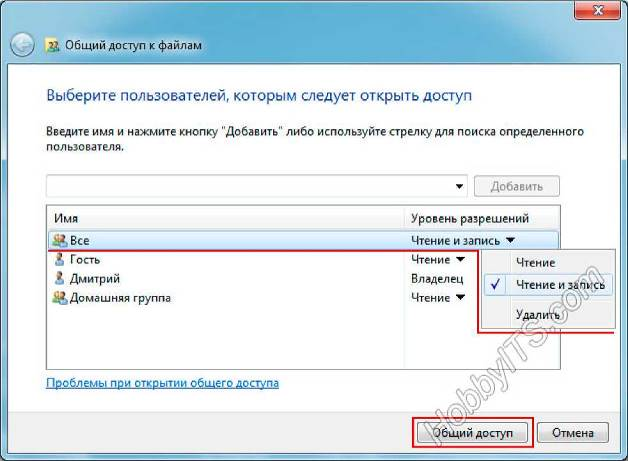 Общий доступ к файлам
Выберите пользователей, которым следует открыть доступ
Введите имя и нажмите кнопку "Добавить" либо используйте стрелку для поиска определенного
пользователя.
Добавить
Имя Уровень разрешений
Все Чтение и запись
Гость Чтение
Дмитрий Владелец
Домашняя группа Чтение
Чтение
Чтение и запись
Удалить
Проблемы при открытии общего доступа
Общий доступ Отмена
HobbyITS.com